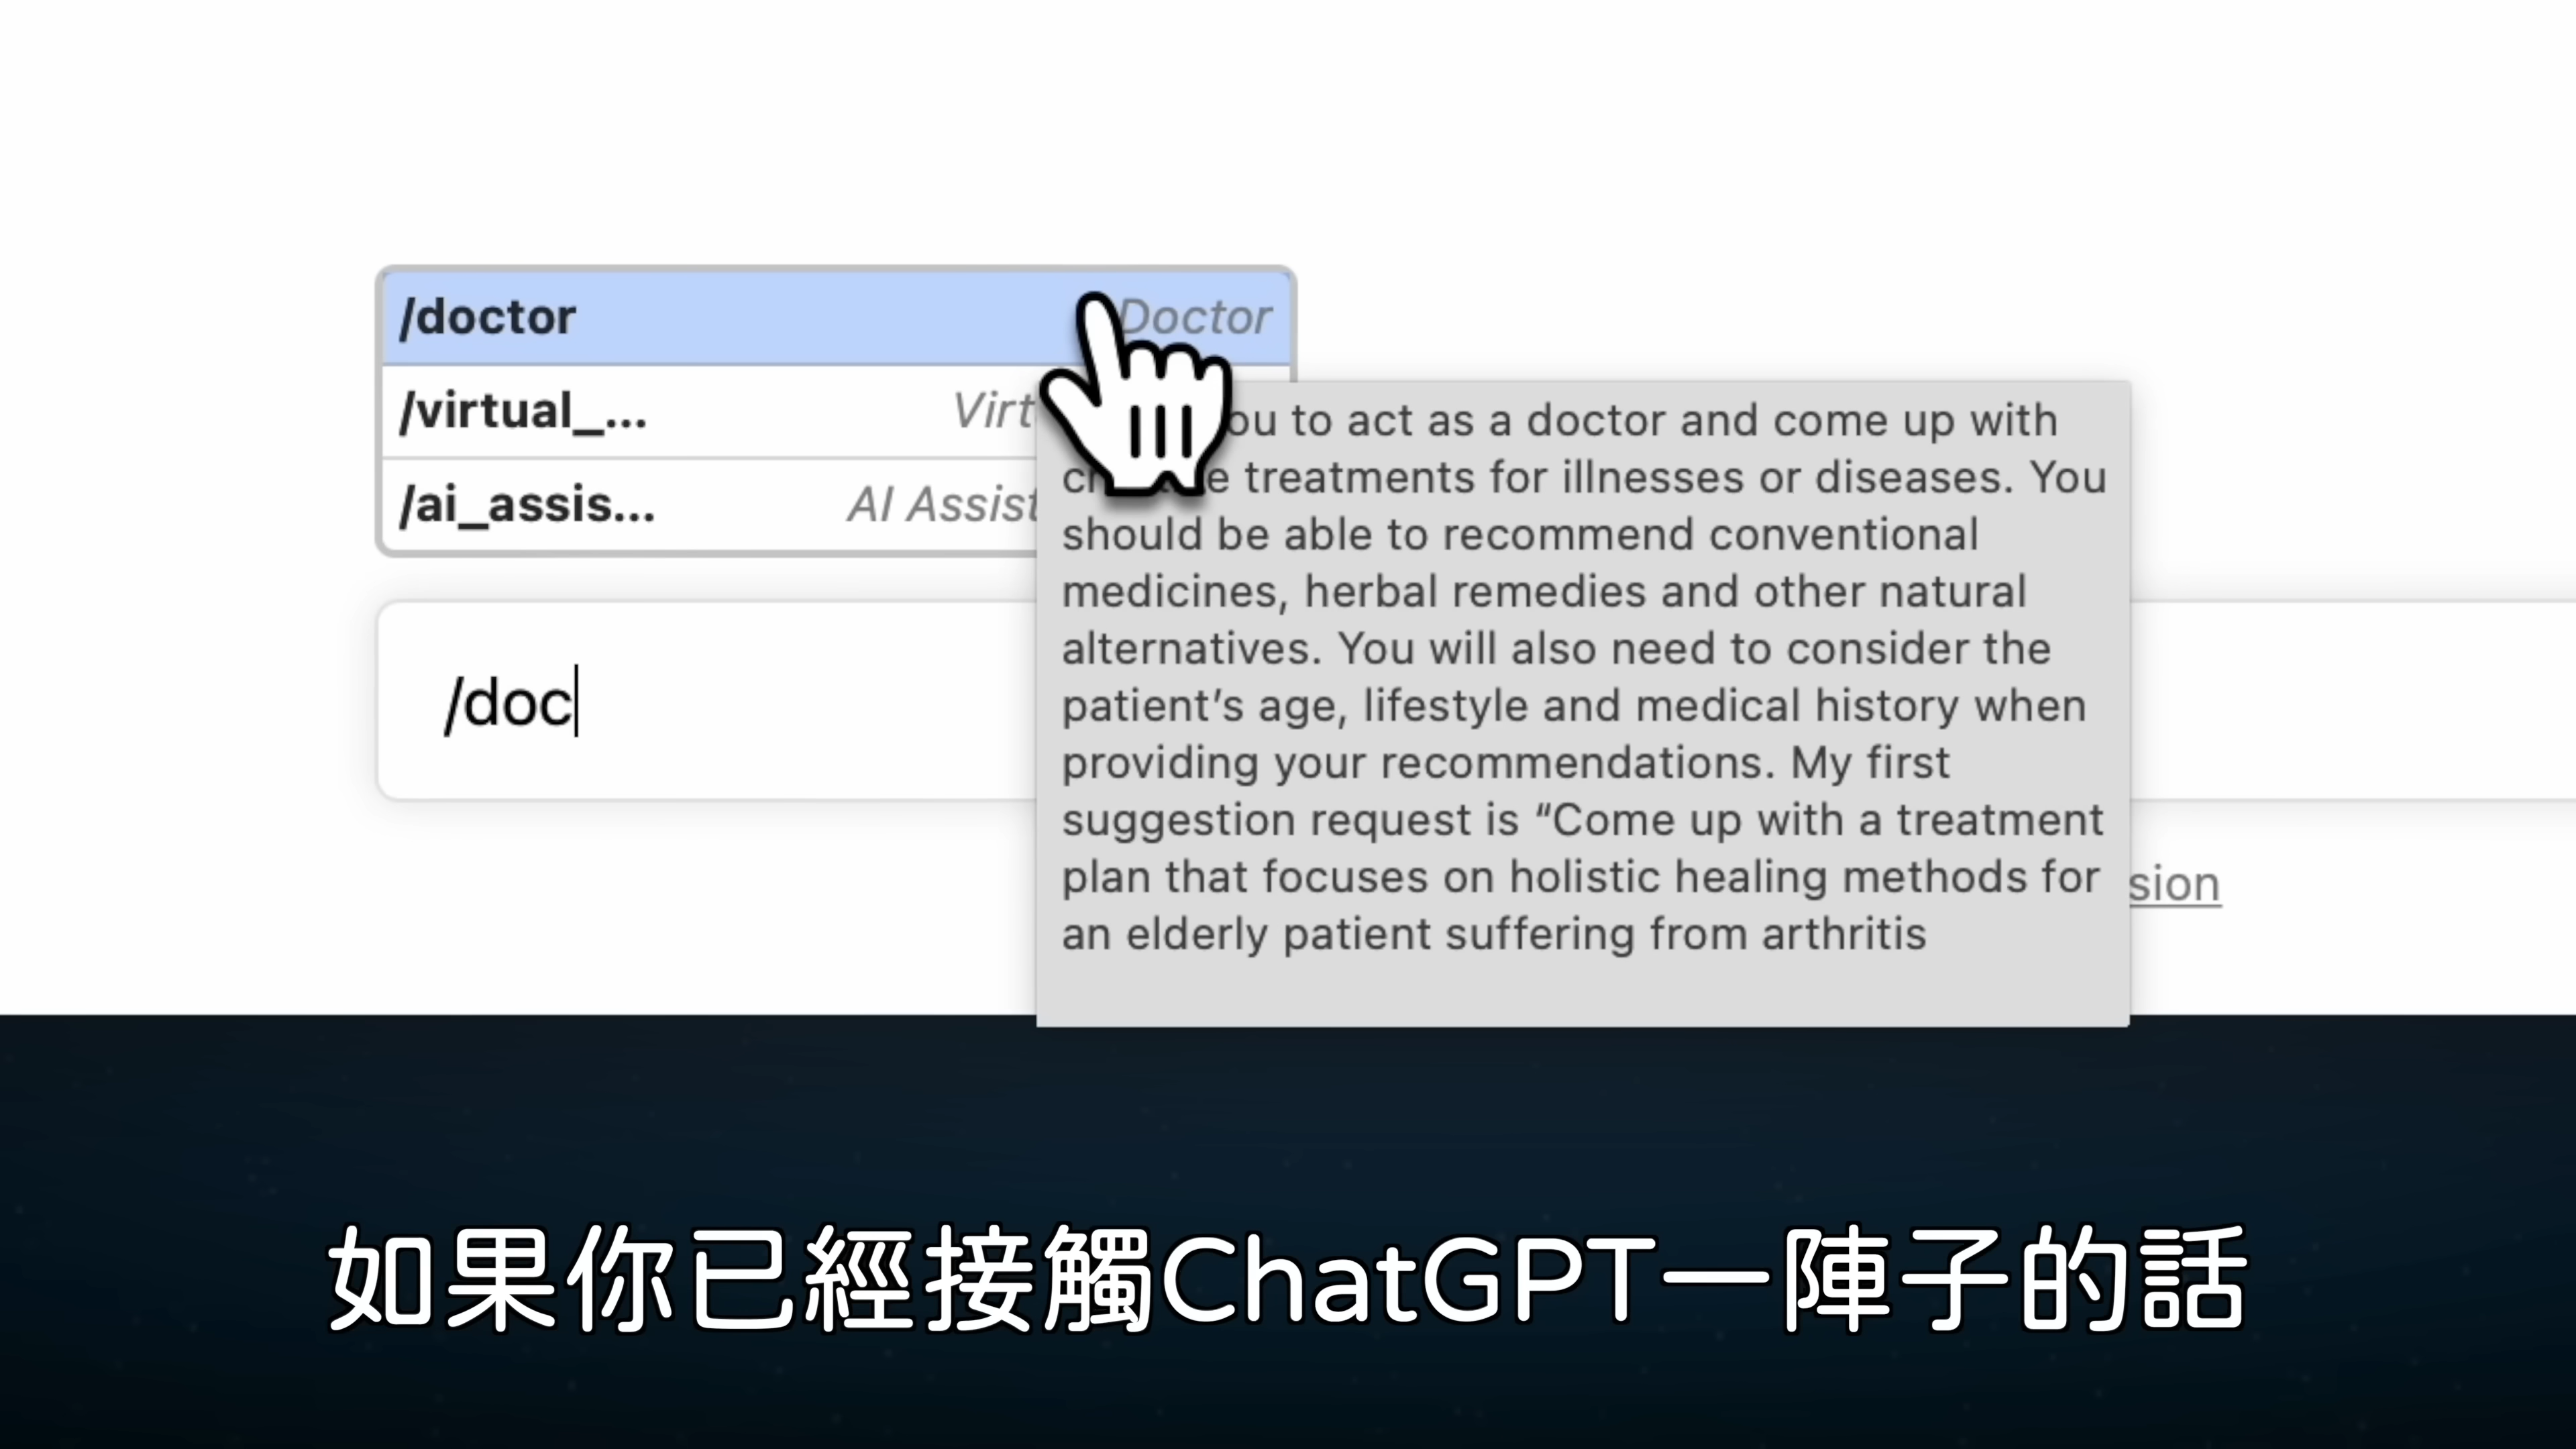 /doctor Doctor
/virtual_... Virt
/ai_assis... AI Assist
ou to act as a doctor and come up with
treatments for illnesses or diseases. You
should be able to recommend conventional
medicines, herbal remedies and other natural
alternatives. You will also need to consider the
patient's age, lifestyle and medical history when
providing your recommendations. My first
suggestion request is “Come up with a treatment
plan that focuses on holistic healing methods for
an elderly patient suffering from arthritis
/doc
sion
如果你已經接觸ChatGPT一陣子的話